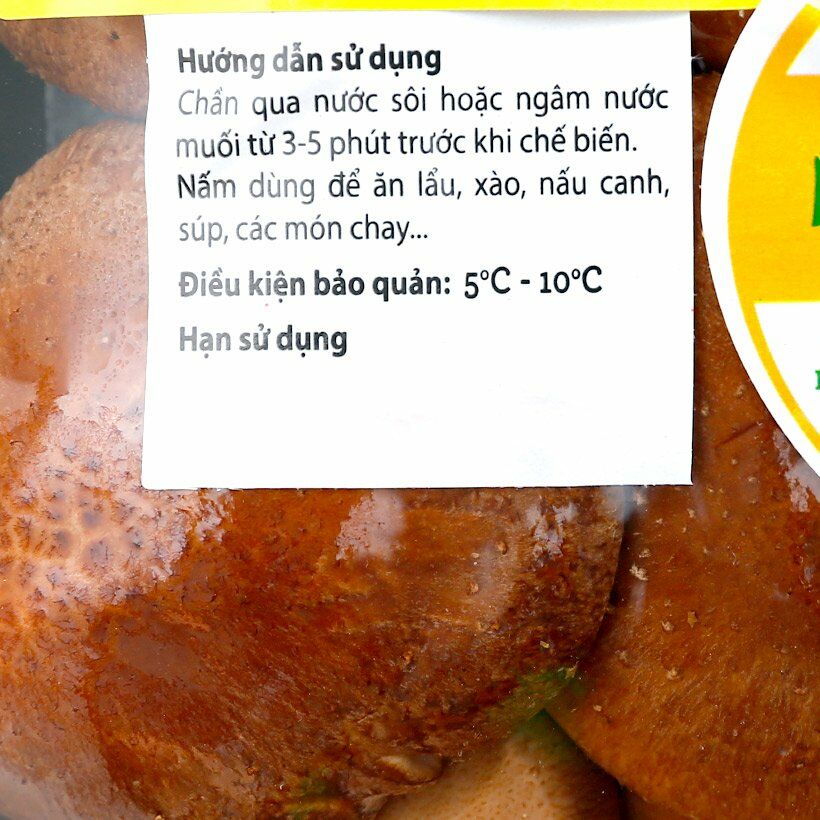 Hướng dẫn sử dụng
Chần qua nước sôi hoặc ngâm nước
muối từ 3-5 phút trước khi chế biến.
Nấm dùng để ăn lẩu, xào, nấu canh,
súp, các món chay...
Điều kiện bảo quản: 5°C - 10°C
Hạn sử dụng